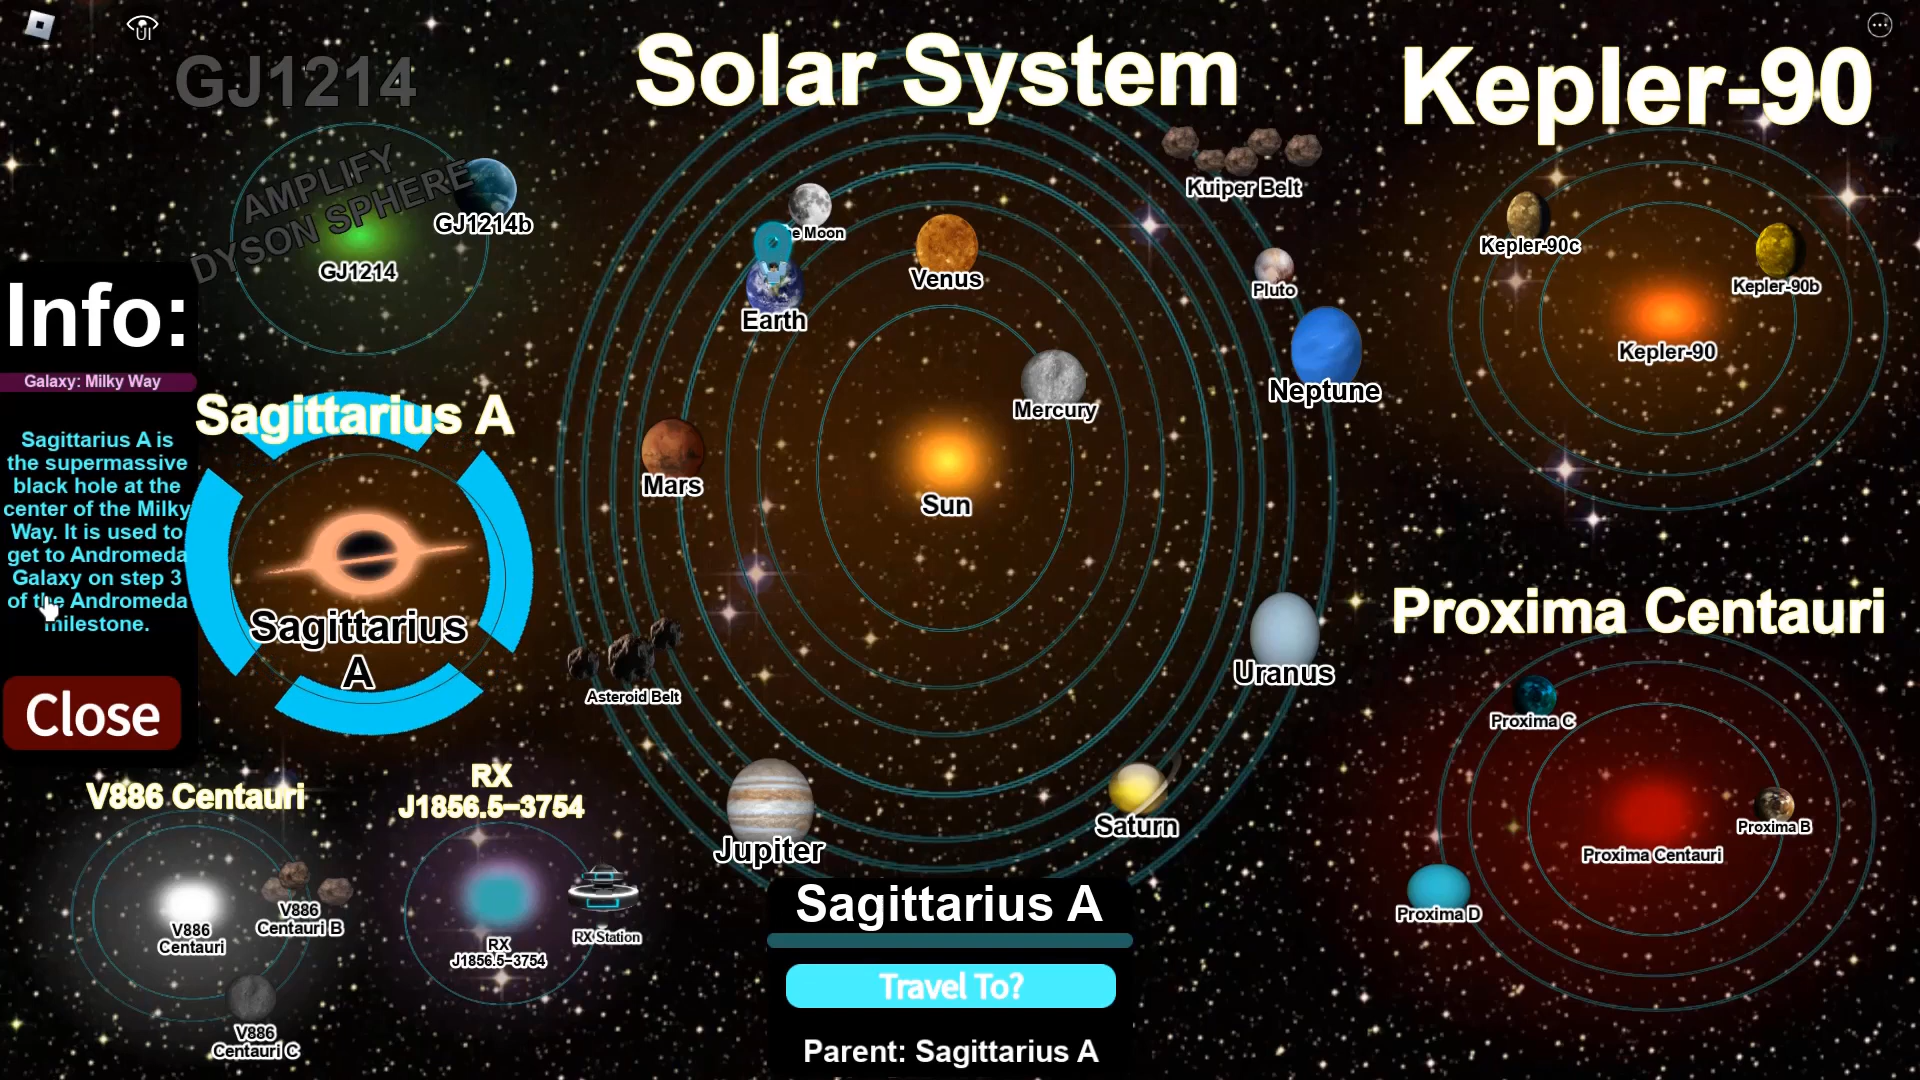 UI
GJ1214
Solar System
Kepler-90
AMPLIFY
DYSON SPHERE
GJ1214b
GJ1214
Kuiper Belt
e Moon
Venus
Earth
Pluto
Mercury
Neptune
Mars
Sun
Kepler-90c
Kepler-90b
Kepler-90
Info:
Galaxy: Milky Way
Sagittarius A is
the supermassive
black hole at the
center of the Milky
Way. It is used to
get to Andromeda
Galaxy on step 3
of the Andromeda
milestone.
Close
Sagittarius A
Sagittarius
A
Asteroid Belt
Uranus
Jupiter
Saturn
Proxima Centauri
Proxima C
Proxima B
Proxima Centauri
Proxima D
V886 Centauri
V886
Centauri
V886
Centauri B
V886
Centauri C
RX
J1856.5−3754
RX
J1856.5−3754
RX Station
Sagittarius A
Travel To?
Parent: Sagittarius A